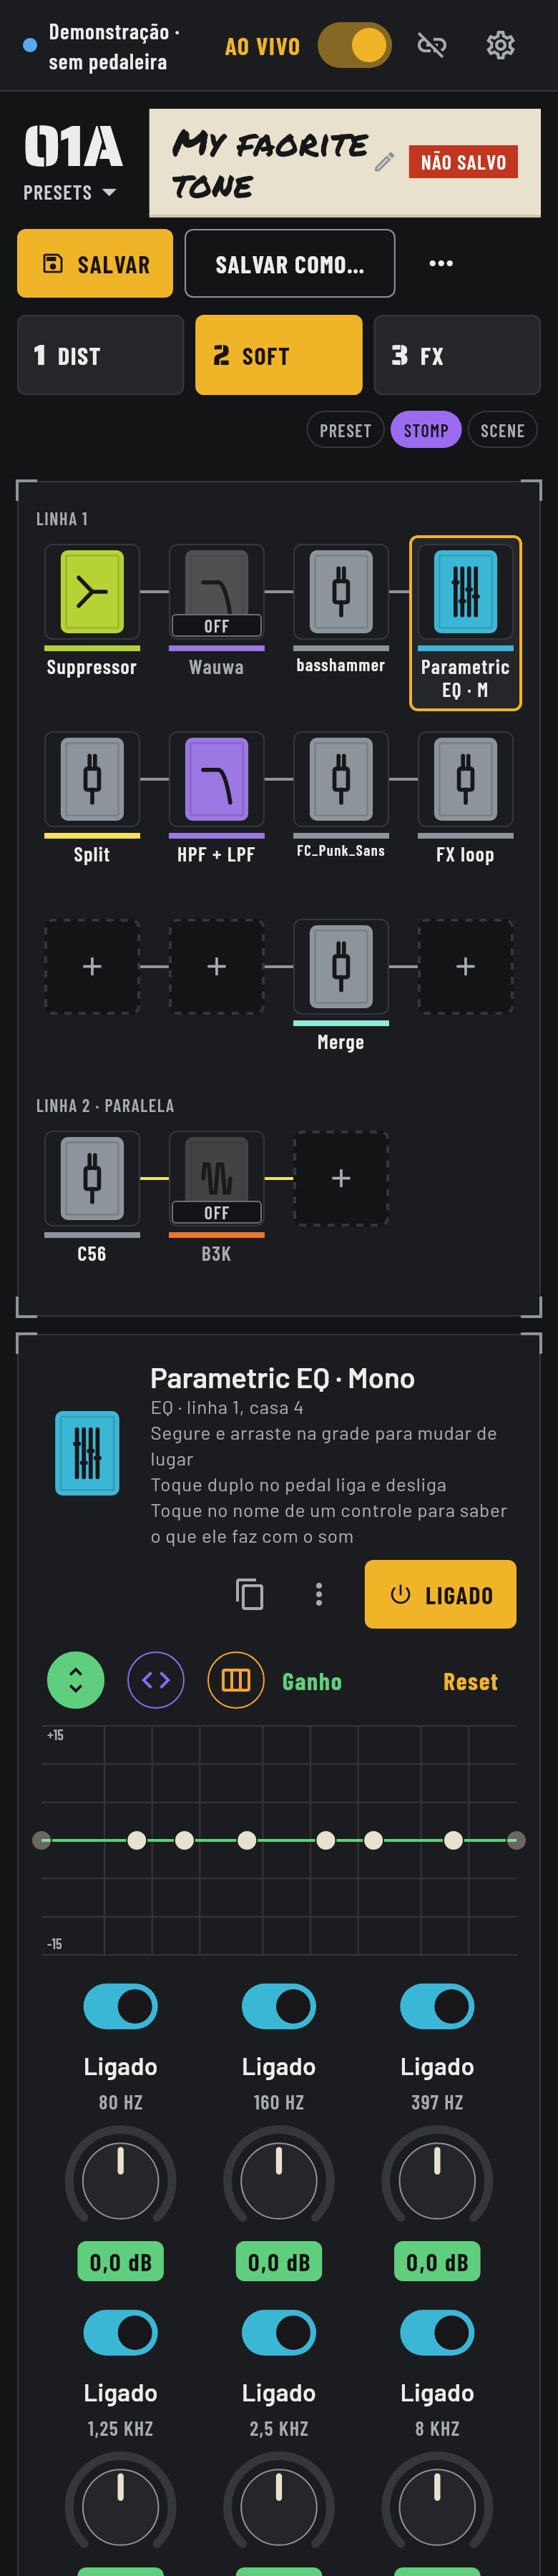 Demonstração ·
sem pedaleira
AO VIVO
01A
PRESETS
My faorite
tone
NÃO SALVO
SALVAR
SALVAR COMO...
1 DIST
2 SOFT
3 FX
PRESET
STOMP
SCENE
LINHA 1
OFF
Suppressor
Wauwa
basshammer
Parametric
EQ · M
Split
HPF + LPF
FC_Punk_Sans
FX loop
+
+
+
Merge
LINHA 2 · PARALELA
+
OFF
C56
B3K
Parametric EQ · Mono
EQ · linha 1, casa 4
Segure e arraste na grade para mudar de
lugar
Toque duplo no pedal liga e desliga
Toque no nome de um controle para saber
o que ele faz com o som
LIGADO
Ganho
Reset
+15
-15
Ligado
Ligado
Ligado
80 HZ
160 HZ
397 HZ
0,0 dB
0,0 dB
0,0 dB
Ligado
Ligado
Ligado
1,25 KHZ
2,5 KHZ
8 KHZ